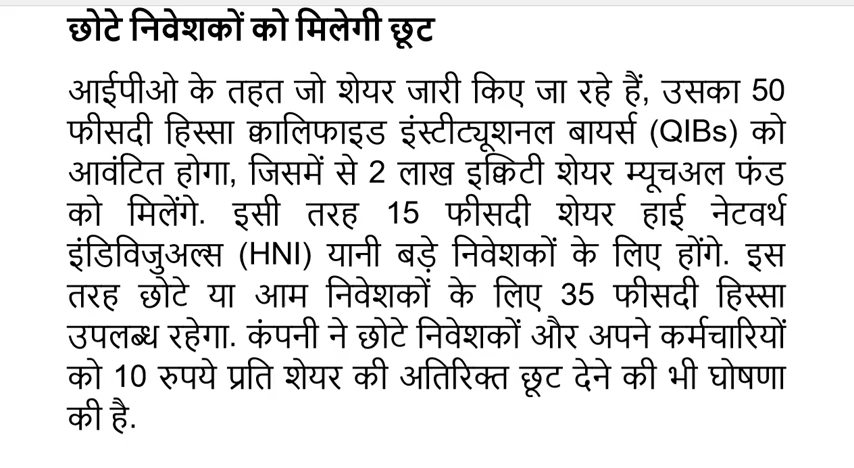 छोटे निवेशकों को मिलेगी छूट
आईपीओ के तहत जो शेयर जारी किए जा रहे हैं, उसका 50
फीसदी हिस्सा क्वालिफाइड इंस्टीट्यूशनल बायर्स (QIBs) को
आवंटित होगा, जिसमें से 2 लाख इक्विटी शेयर म्यूचअल फंड
को मिलेंगे. इसी तरह 15 फीसदी शेयर हाई नेटवर्थ
इंडिविजुअल्स (HNI) यानी बड़े निवेशकों के लिए होंगे. इस
तरह छोटे या आम निवेशकों के लिए 35 फीसदी हिस्सा
उपलब्ध रहेगा. कंपनी ने छोटे निवेशकों और अपने कर्मचारियों
को 10 रुपये प्रति शेयर की अतिरिक्त छूट देने की भी घोषणा
की है.